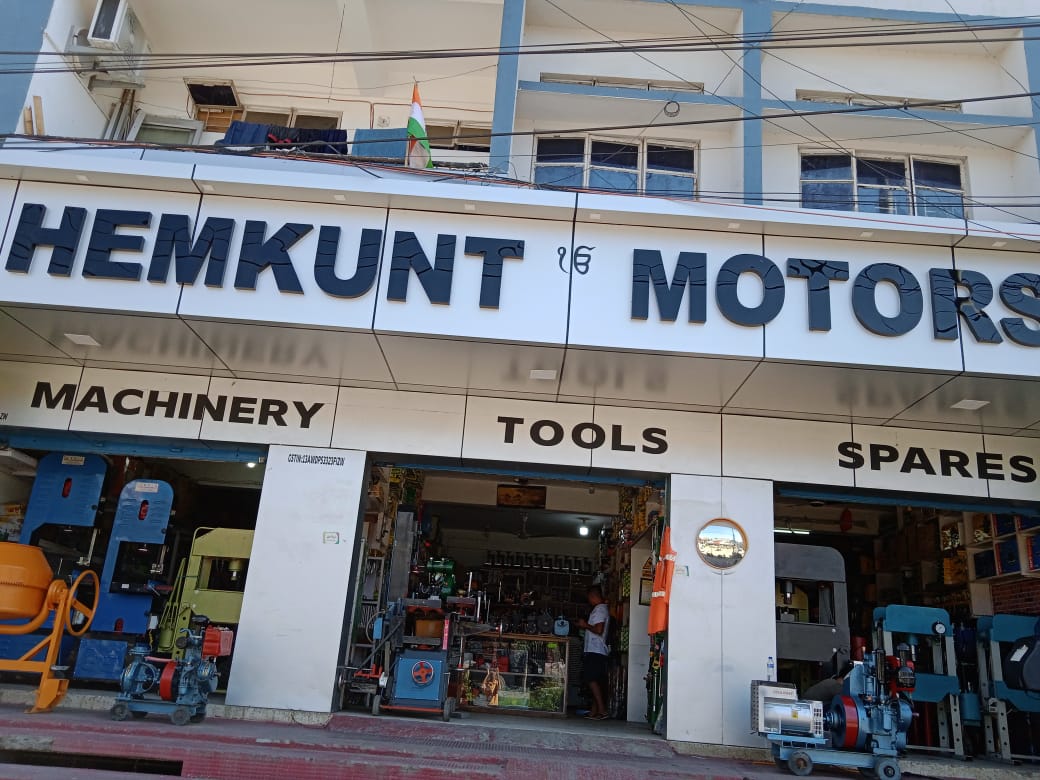 HEMKUNT ੴ MOTORS
MACHINERY TOOLS SPARES